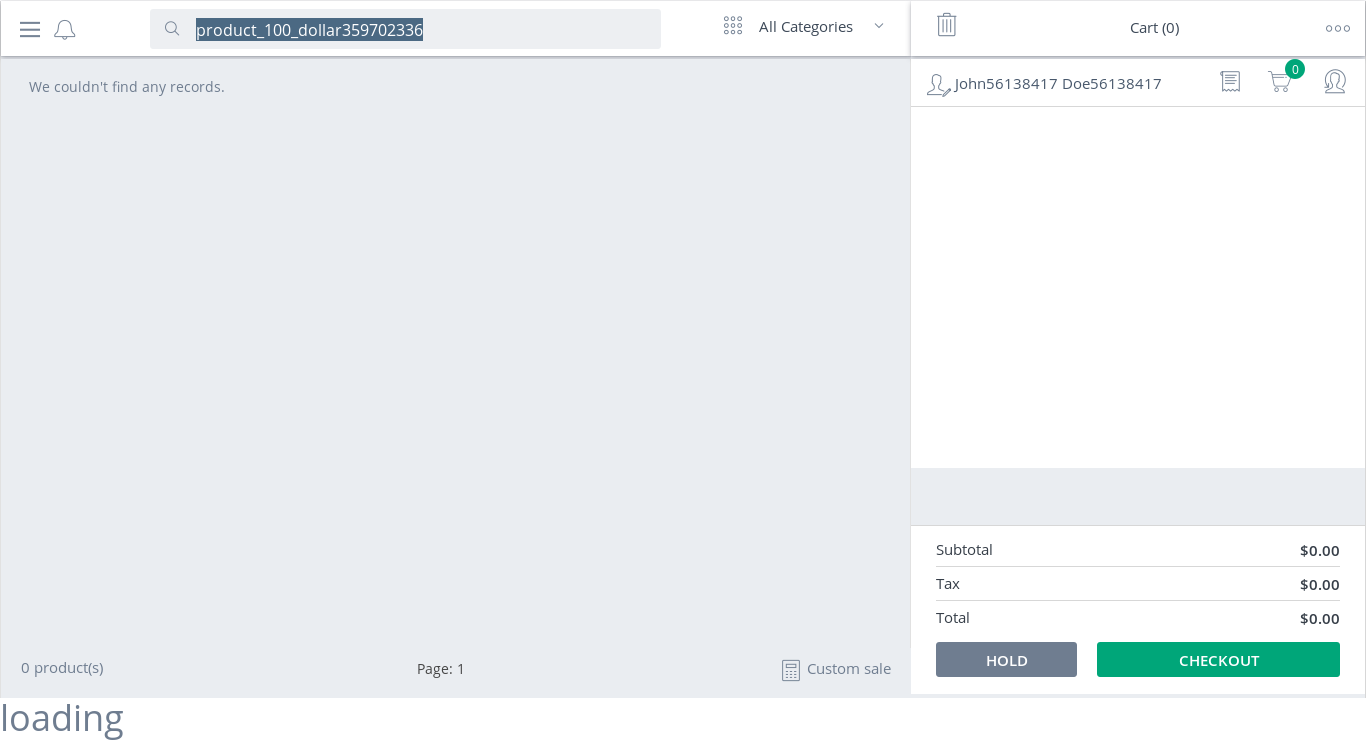 product_100_dollar359702336
All Categories
Cart (0)
We couldn't find any records.
John56138417 Doe56138417
0
Subtotal $0.00
Tax $0.00
Total $0.00
HOLD
CHECKOUT
0 product(s)
Page: 1
Custom sale
loading